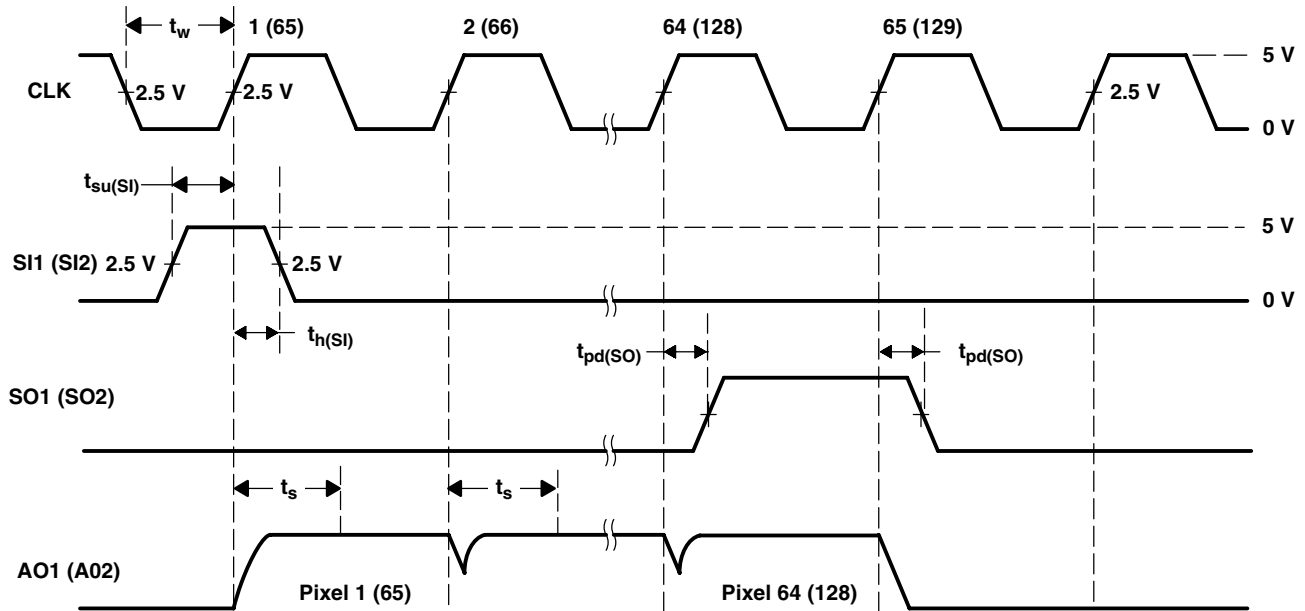 tw 1 (65) 2 (66) 64 (128) 65 (129)
5 V
CLK 2.5 V 2.5 V 2.5 V
0 V
tsu(SI)
5 V
SI1 (SI2) 2.5 V 2.5 V
0 V
th(SI) tpd(SO) tpd(SO)
SO1 (SO2)
ts ts
AO1 (A02)
Pixel 1 (65) Pixel 64 (128)